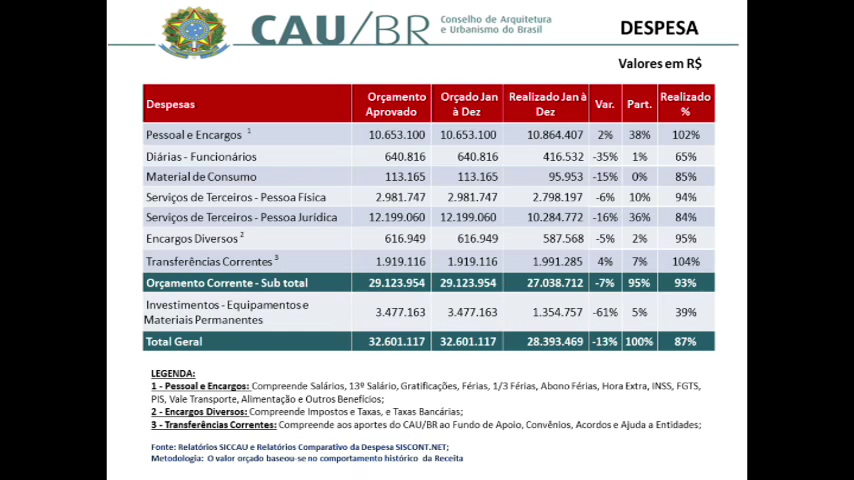 CAU/BR
Conselho de Arquitetura
e Urbanismo do Brasil
DESPESA
Valores em R$
Despesas Orçamento Aprovado Orçado Jan à Dez Realizado Jan à Dez Var. Part. Realizado %
Pessoal e Encargos 1 10.653.100 10.653.100 10.864.407 2% 38% 102%
Diárias - Funcionários 640.816 640.816 416.532 -35% 1% 65%
Material de Consumo 113.165 113.165 95.953 -15% 0% 85%
Serviços de Terceiros - Pessoa Física 2.981.747 2.981.747 2.798.197 -6% 10% 94%
Serviços de Terceiros - Pessoa Jurídica 12.199.060 12.199.060 10.284.772 -16% 36% 84%
Encargos Diversos 2 616.949 616.949 587.568 -5% 2% 95%
Transferências Correntes 3 1.919.116 1.919.116 1.991.285 4% 7% 104%
Orçamento Corrente - Sub total 29.123.954 29.123.954 27.038.712 -7% 95% 93%
Investimentos - Equipamentos e
Materiais Permanentes 3.477.163 3.477.163 1.354.757 -61% 5% 39%
Total Geral 32.601.117 32.601.117 28.393.469 -13% 100% 87%
LEGENDA:
1 - Pessoal e Encargos: Compreende Salários, 13º Salário, Gratificações, Férias, 1/3 Férias, Abono Férias, Hora Extra, INSS, FGTS,
PIS, Vale Transporte, Alimentação e Outros Benefícios;
2 - Encargos Diversos: Compreende Impostos e Taxas, e Taxas Bancárias;
3 - Transferências Correntes: Compreende aos aportes do CAU/BR ao Fundo de Apoio, Convênios, Acordos e Ajuda a Entidades;
Fonte: Relatórios SICCAU e Relatórios Comparativo da Despesa SISCONT.NET;
Metodologia: O valor orçado baseou-se no comportamento histórico da Receita